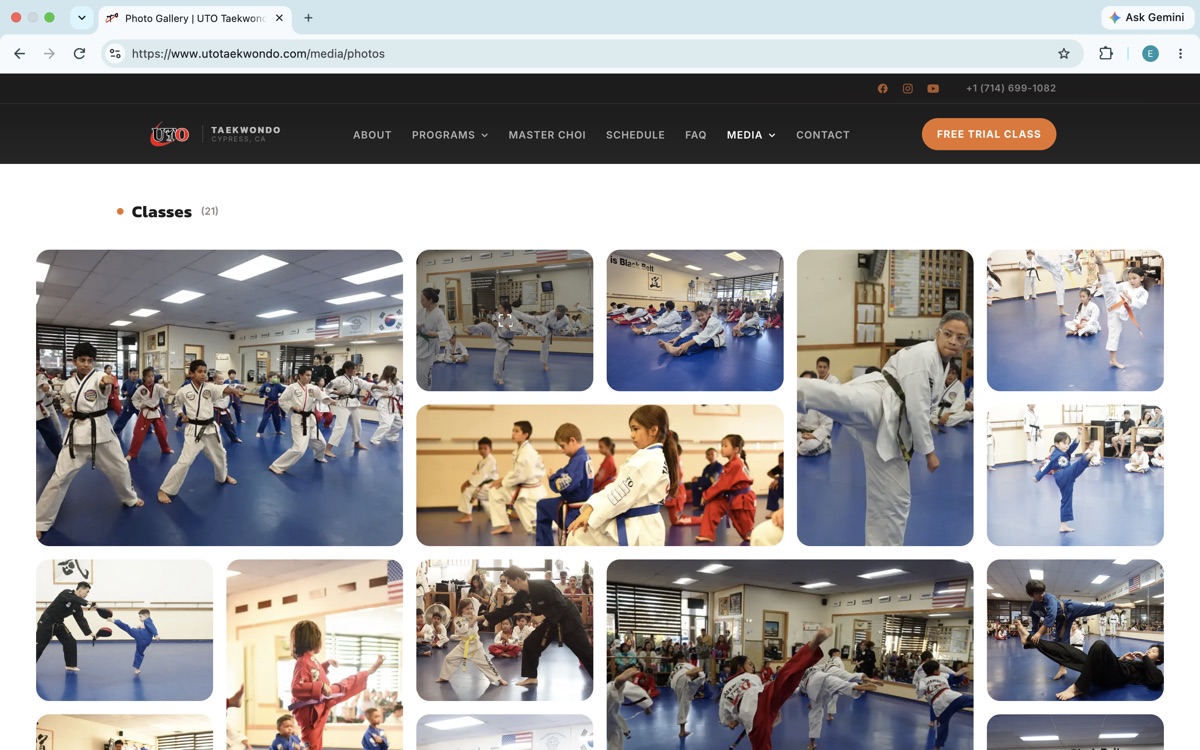 Photo Gallery | UTO Taekwond
Ask Gemini
https://www.utotaekwondo.com/media/photos
E
+1 (714) 699-1082
UTO
TAEKWONDO
CYPRESS, CA
ABOUT
PROGRAMS
MASTER CHOI
SCHEDULE
FAQ
MEDIA
CONTACT
FREE TRIAL CLASS
Classes (21)
is Black Belt